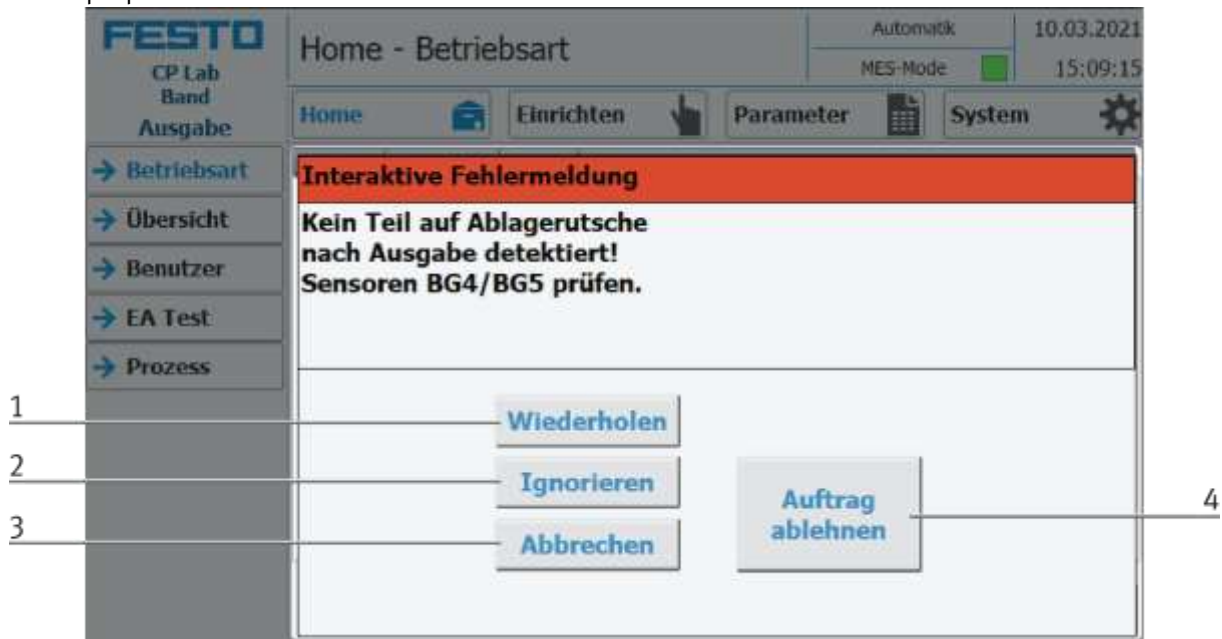 FESTO
CP Lab
Band
Ausgabe
Home - Betriebsart
Automatik
10.03.2021
MES-Mode
15:09:15
Home
Einrichten
Parameter
System
Betriebsart
Übersicht
Benutzer
EA Test
Prozess
Interaktive Fehlermeldung
Kein Teil auf Ablagerutsche
nach Ausgabe detektiert!
Sensoren BG4/BG5 prüfen.
1
Wiederholen
2
Ignorieren
3
Abbrechen
Auftrag
ablehnen
4